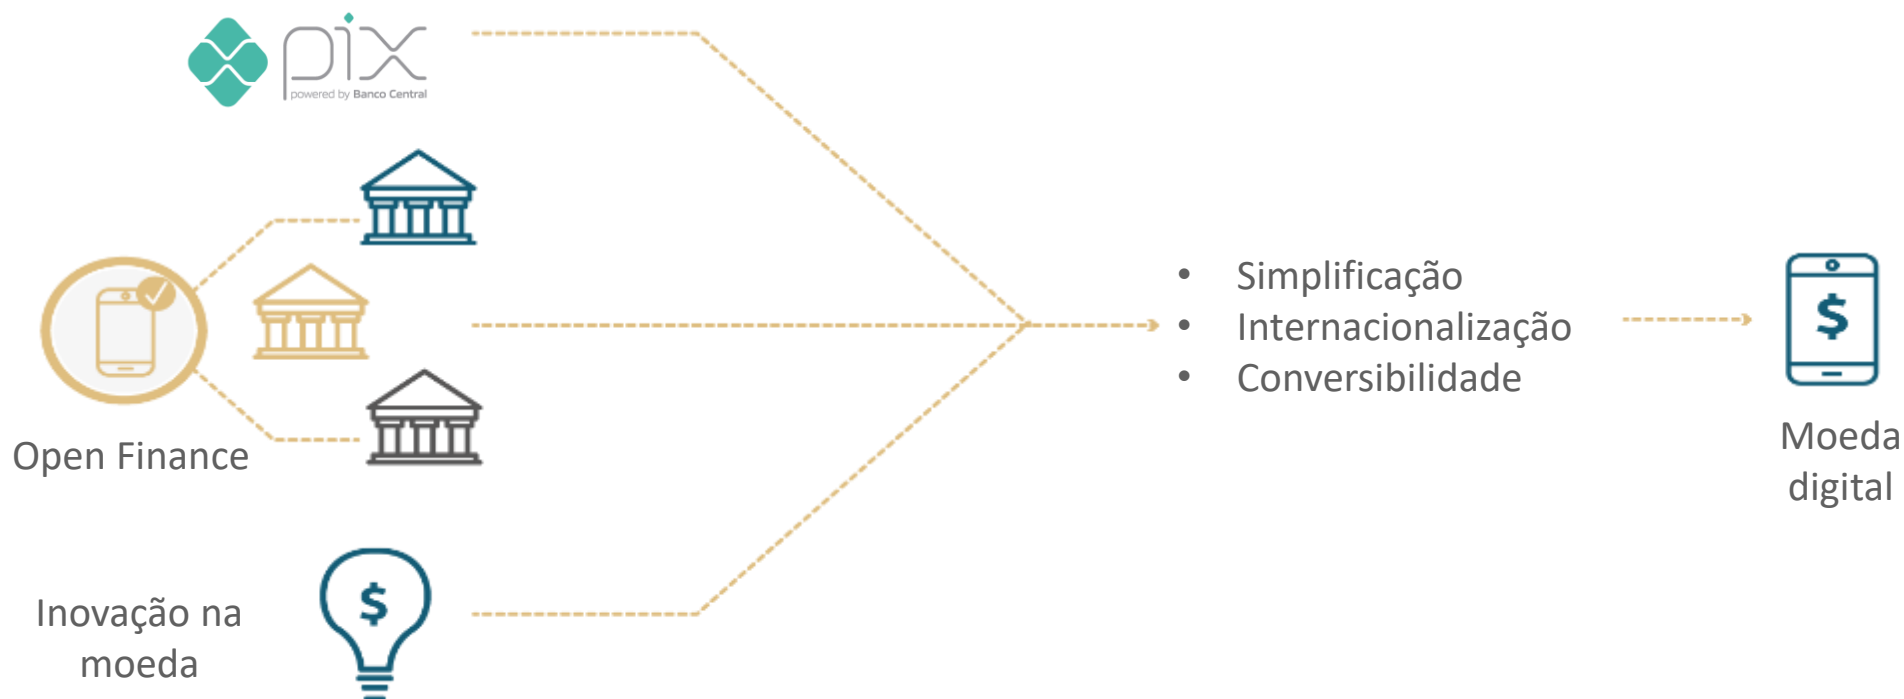 pix
powered by Banco Central
Open Finance
Inovação na
moeda
$
• Simplificação
• Internacionalização
• Conversibilidade
$
Moeda
digital